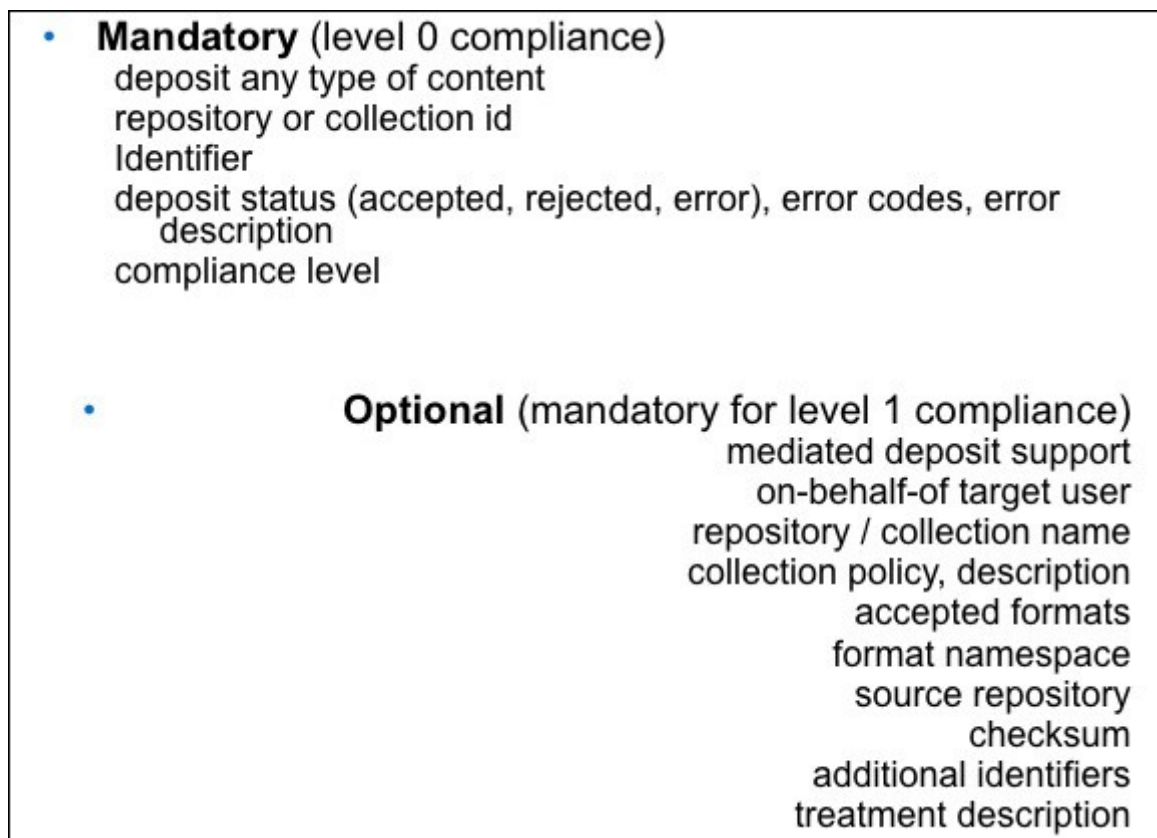 • Mandatory (level 0 compliance)
deposit any type of content
repository or collection id
Identifier
deposit status (accepted, rejected, error), error codes, error
description
compliance level
• Optional (mandatory for level 1 compliance)
mediated deposit support
on-behalf-of target user
repository / collection name
collection policy, description
accepted formats
format namespace
source repository
checksum
additional identifiers
treatment description